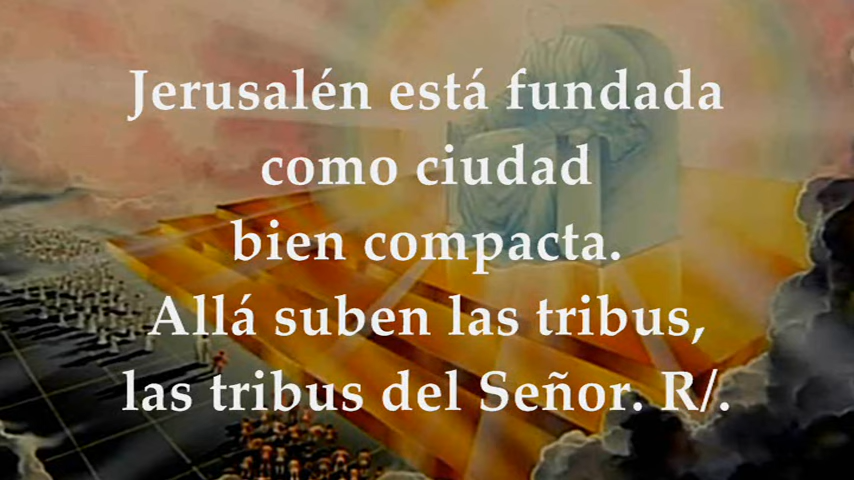 Jerusalén está fundada
como ciudad
bien compacta.
Allá suben las tribus,
las tribus del Señor. R/.